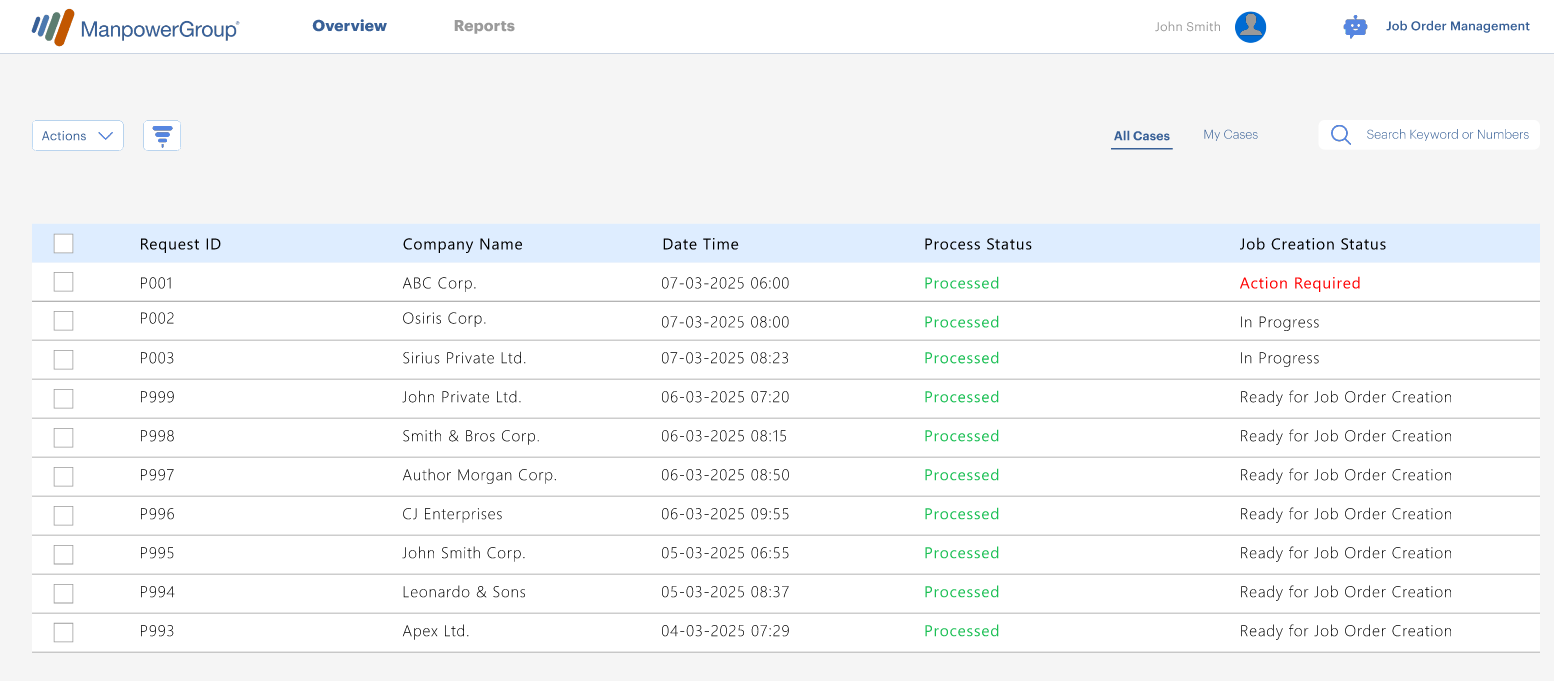 ManpowerGroup® Overview Reports John Smith Job Order Management
Actions All Cases My Cases Search Keyword or Numbers
Request ID Company Name Date Time Process Status Job Creation Status
P001 ABC Corp. 07-03-2025 06:00 Processed Action Required
P002 Osiris Corp. 07-03-2025 08:00 Processed In Progress
P003 Sirius Private Ltd. 07-03-2025 08:23 Processed In Progress
P999 John Private Ltd. 06-03-2025 07:20 Processed Ready for Job Order Creation
P998 Smith & Bros Corp. 06-03-2025 08:15 Processed Ready for Job Order Creation
P997 Author Morgan Corp. 06-03-2025 08:50 Processed Ready for Job Order Creation
P996 CJ Enterprises 06-03-2025 09:55 Processed Ready for Job Order Creation
P995 John Smith Corp. 05-03-2025 06:55 Processed Ready for Job Order Creation
P994 Leonardo & Sons 05-03-2025 08:37 Processed Ready for Job Order Creation
P993 Apex Ltd. 04-03-2025 07:29 Processed Ready for Job Order Creation